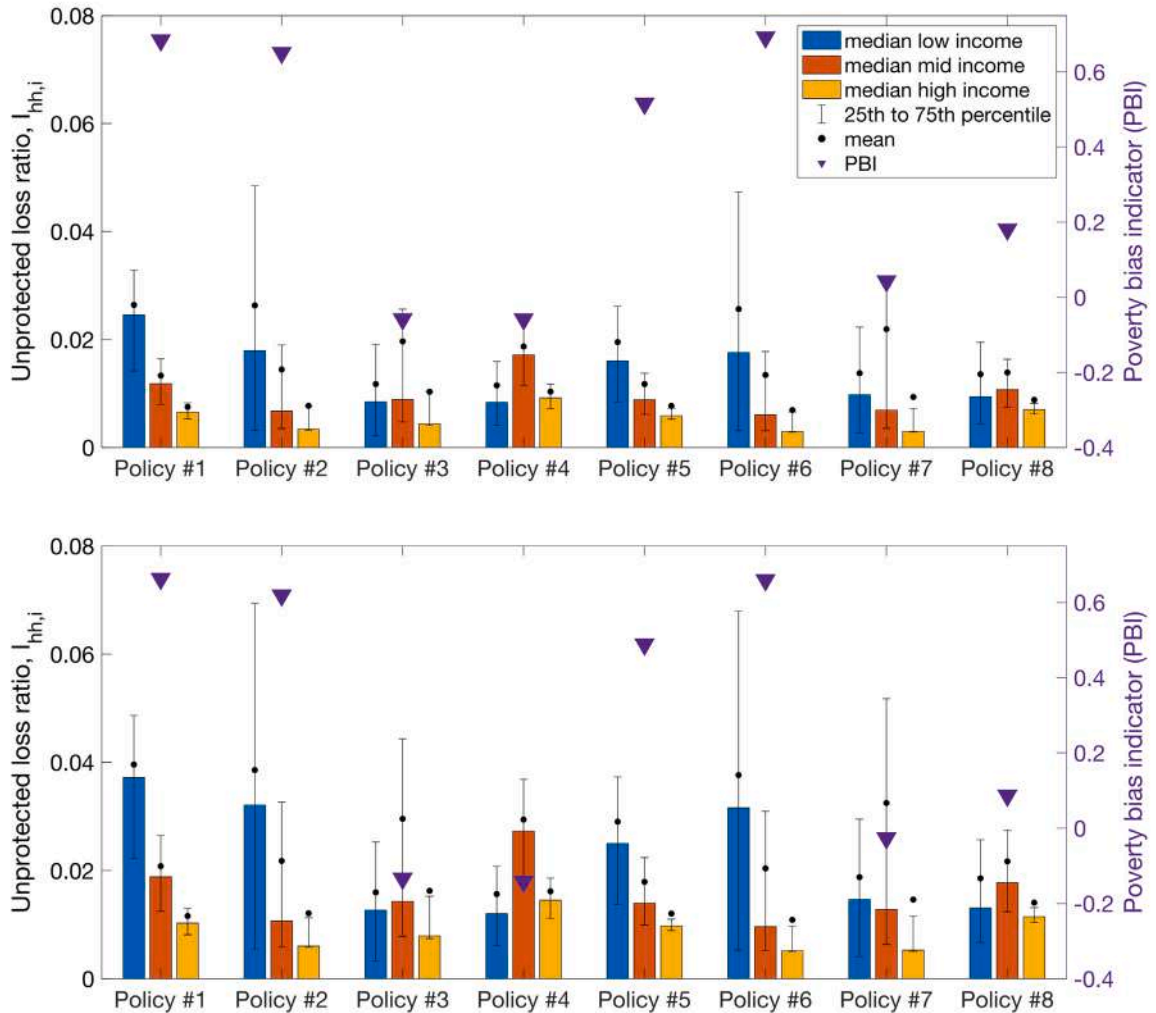 0.08
0.06
0.04
0.02
0
Unprotected loss ratio, I_hh,i
median low income
median mid income
median high income
25th to 75th percentile
mean
PBI
0.6
0.4
0.2
0
-0.2
-0.4
Poverty bias indicator (PBI)
Policy #1 Policy #2 Policy #3 Policy #4 Policy #5 Policy #6 Policy #7 Policy #8
0.08
0.06
0.04
0.02
0
Unprotected loss ratio, I_hh,i
0.6
0.4
0.2
0
-0.2
-0.4
Poverty bias indicator (PBI)
Policy #1 Policy #2 Policy #3 Policy #4 Policy #5 Policy #6 Policy #7 Policy #8